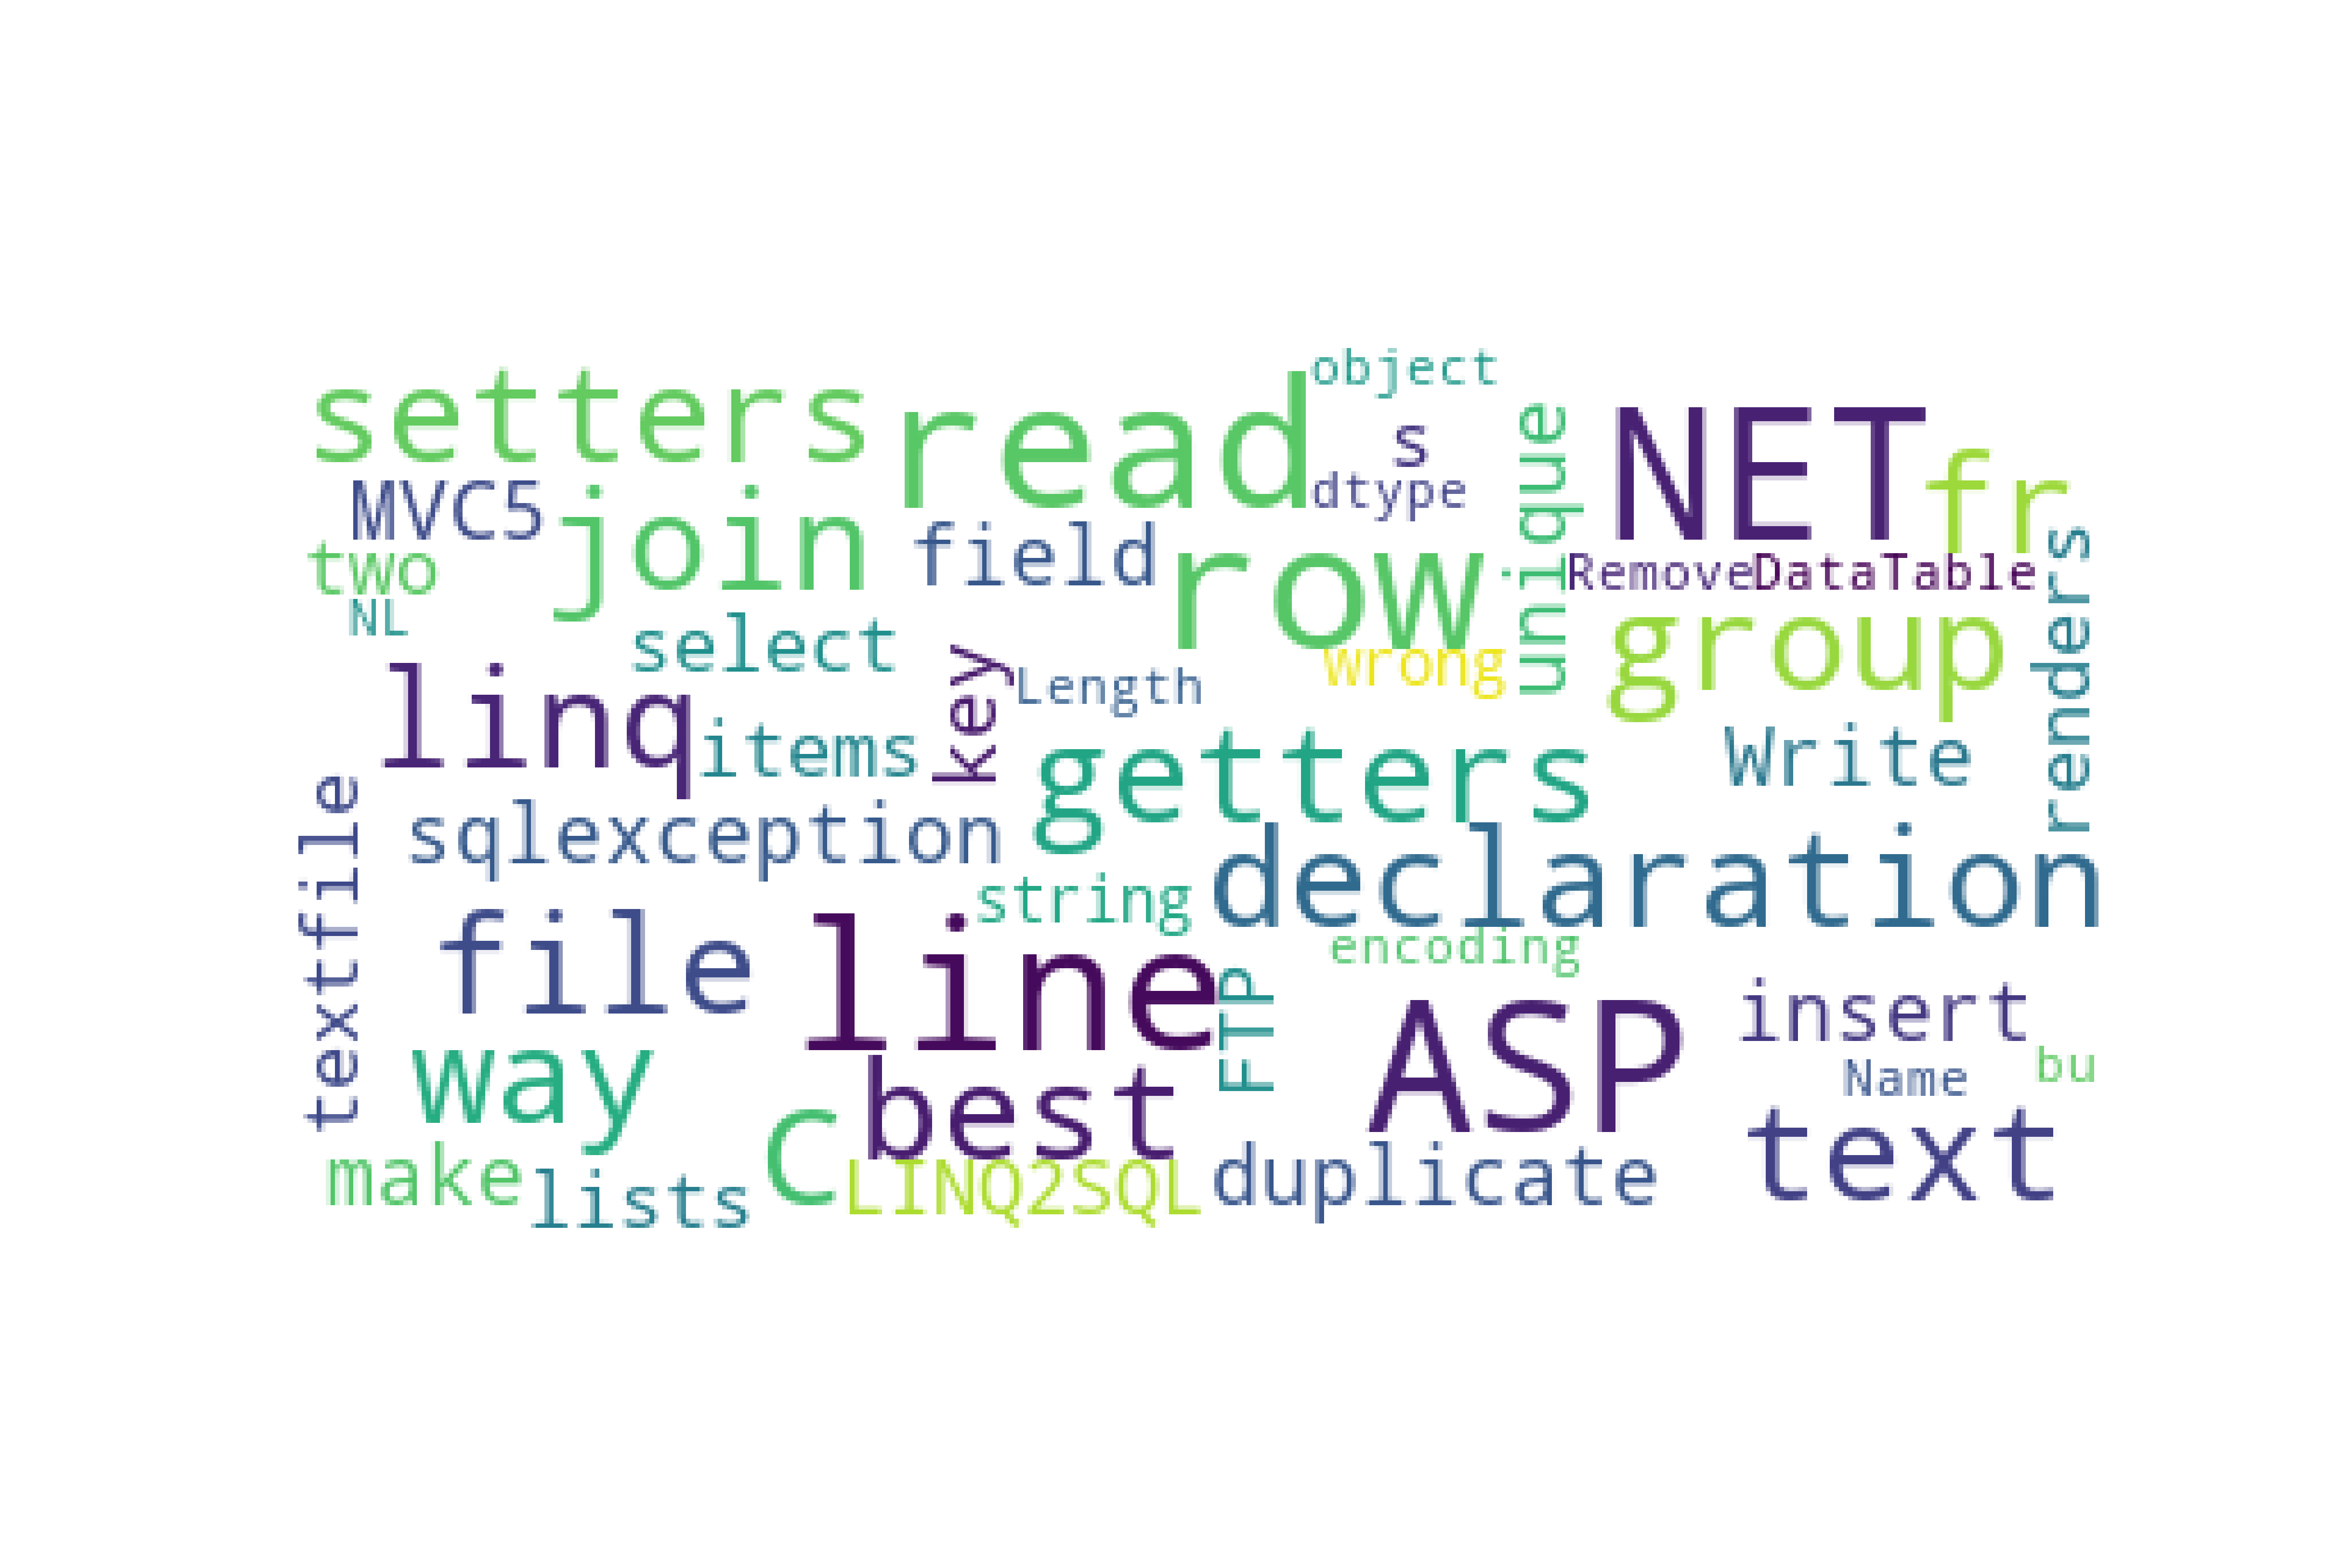 object
setters
read
NET
s
unique
fr
dtype
MVC5
join
field
row
two
RemoveDataTable
renders
NL
select
group
key
Length
wrong
linq
items
getters
Write
textfile
sqlexception
declaration
string
file
line
encoding
FTP
ASP
insert
way
best
Name
bu
C
text
make
lists
LINQ2SQL
duplicate